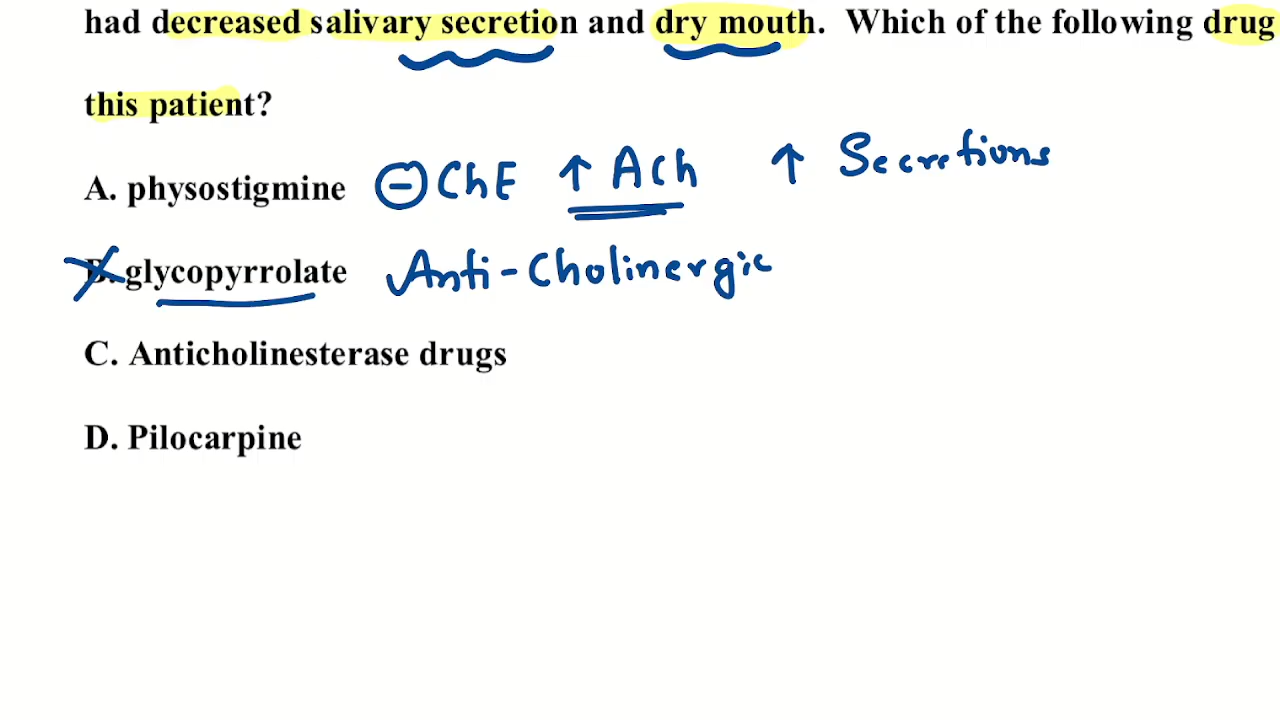 had decreased salivary secretion and dry mouth. Which of the following drug
this patient?
A. physostigmine ⊖ ChE ↑ Ach ↑ Secretions
B. glycopyrrolate Anti-Cholinergic
C. Anticholinesterase drugs
D. Pilocarpine